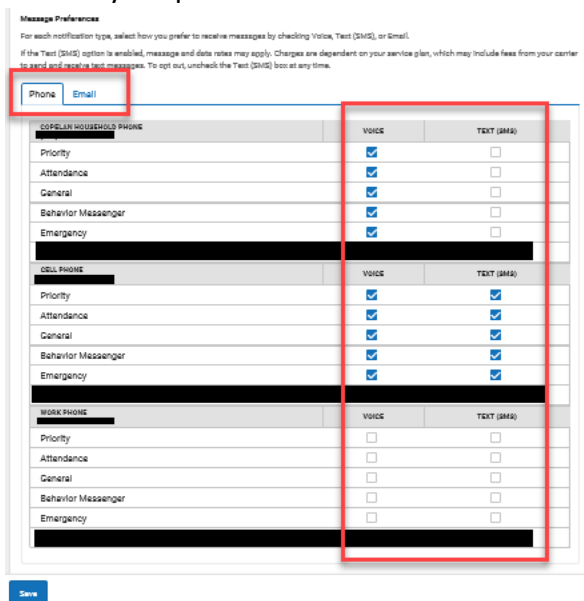 Message Preferences
For each notification type, select how you prefer to receive messages by checking Voice, Text (SMS), or Email.
If the Text (SMS) option is enabled, message and data rates may apply. Charges are dependent on your service plan, which may include fees from your carrier
to send and receive text messages. To opt out, uncheck the Text (SMS) box at any time.
Phone Email
COPELAN HOUSEHOLD PHONE VOICE TEXT (SMS)
Priority
Attendance
General
Behavior Messenger
Emergency
CELL PHONE VOICE TEXT (SMS)
Priority
Attendance
General
Behavior Messenger
Emergency
WORK PHONE VOICE TEXT (SMS)
Priority
Attendance
General
Behavior Messenger
Emergency
Save